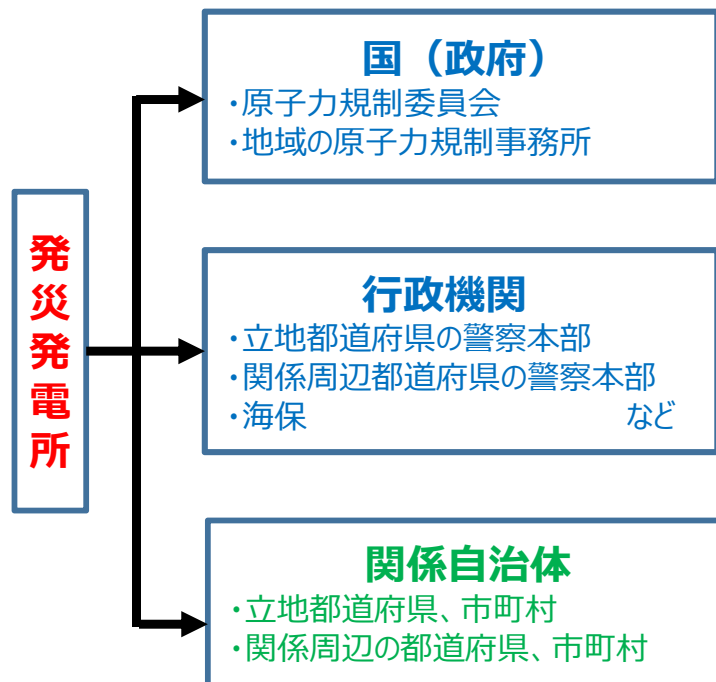 発災発電所
国（政府）
・原子力規制委員会
・地域の原子力規制事務所
行政機関
・立地都道府県の警察本部
・関係周辺都道府県の警察本部
・海保 など
関係自治体
・立地都道府県、市町村
・関係周辺の都道府県、市町村